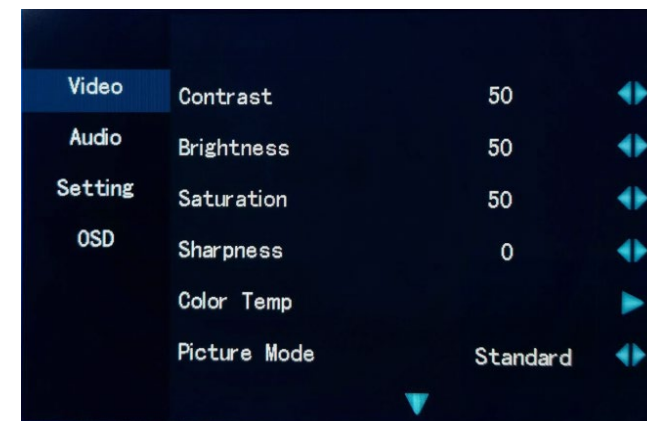 Video
Audio
Setting
OSD
Contrast 50
Brightness 50
Saturation 50
Sharpness 0
Color Temp
Picture Mode Standard